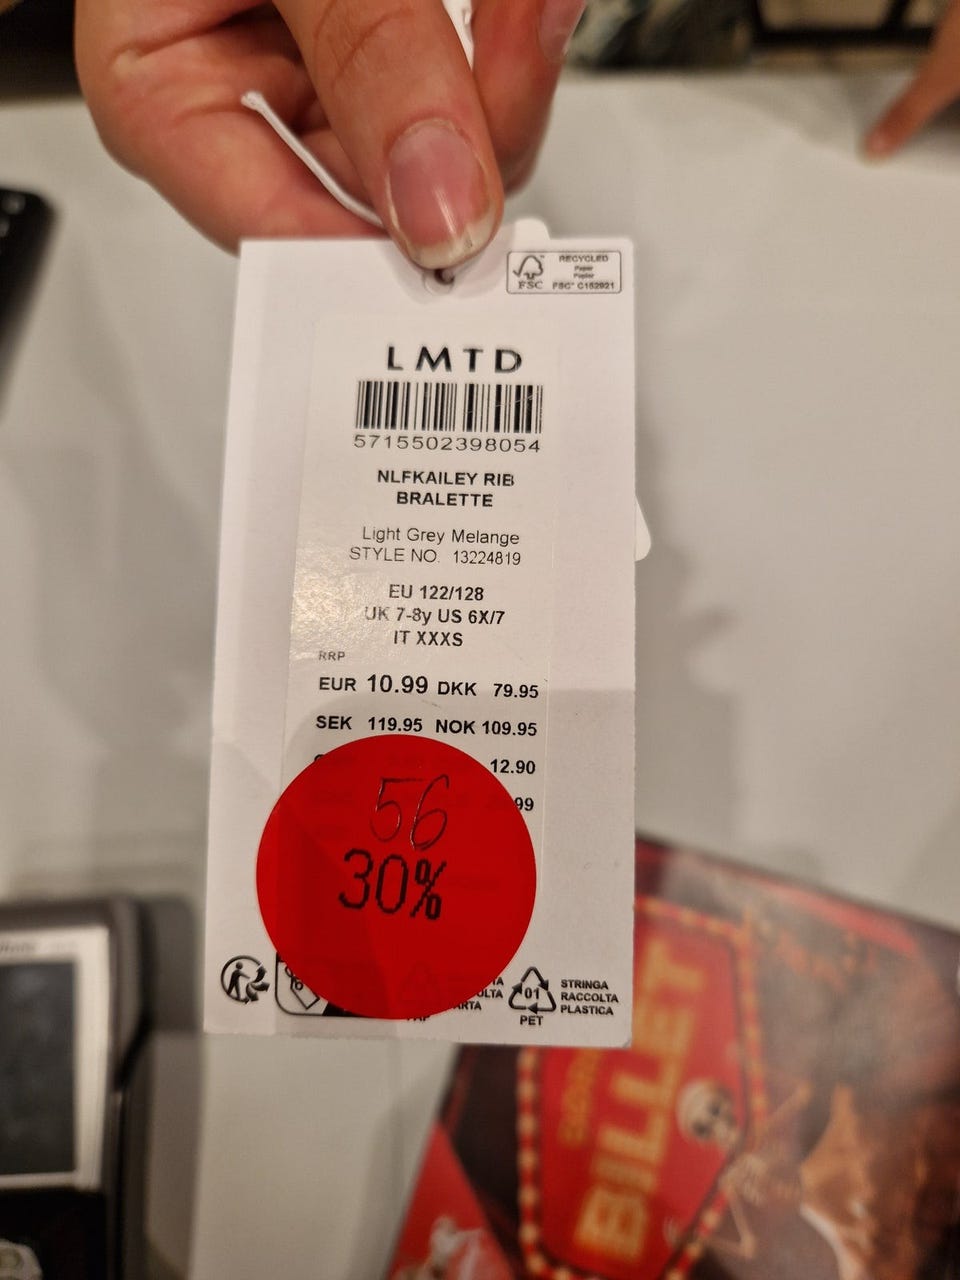 RECYCLED
Paper
Papier
FSC
FSC® C152921
LMTD
5715502398054
NLFKAILEY RIB
BRALETTE
Light Grey Melange
STYLE NO. 13224819
EU 122/128
UK 7-8y US 6X/7
IT XXXS
RRP
EUR 10.99 DKK 79.95
SEK 119.95 NOK 109.95
12.90
99
56
30%
01
PET
STRINGA
RACCOLTA
PLASTICA
BILLET